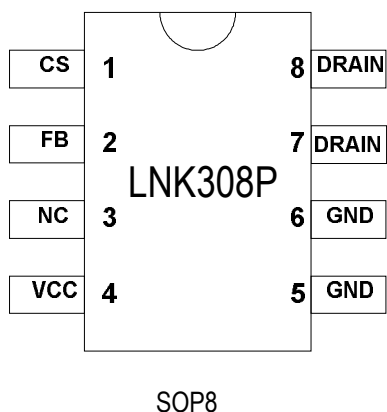 CS 1 8 DRAIN
FB 2 7 DRAIN
LNK308P
NC 3 6 GND
VCC 4 5 GND
SOP8